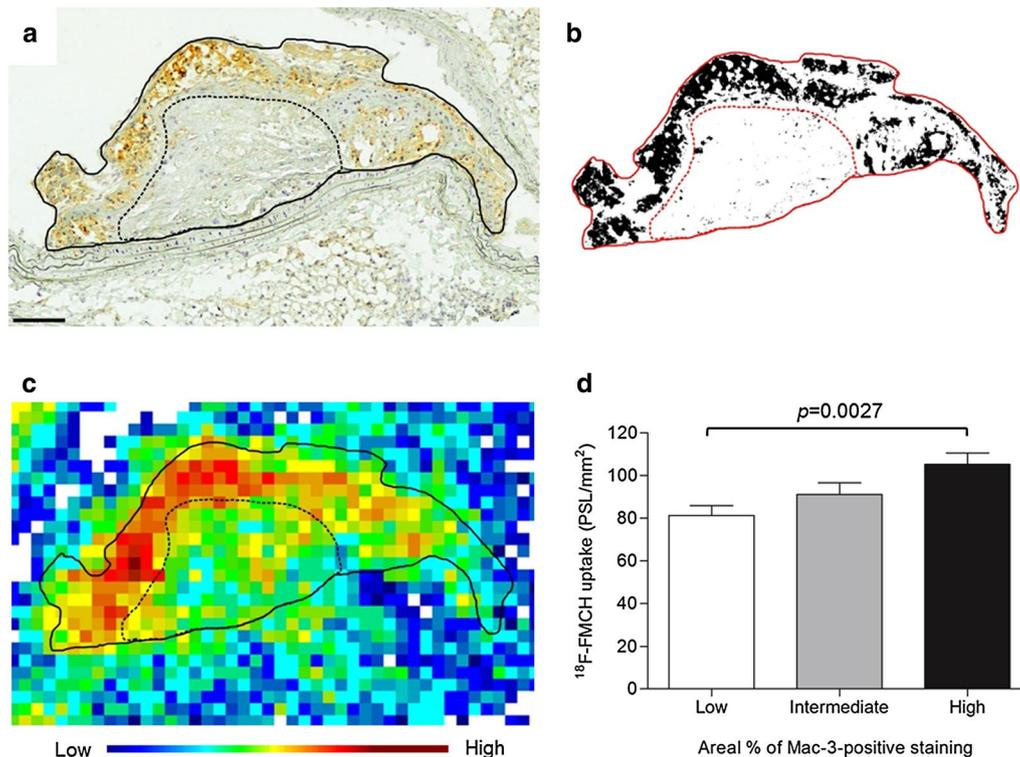 a
b
c
Low
High
d
p=0.0027
¹⁸F-FMCH uptake (PSL/mm²)
120
100
80
60
40
20
0
Low
Intermediate
High
Areal % of Mac-3-positive staining